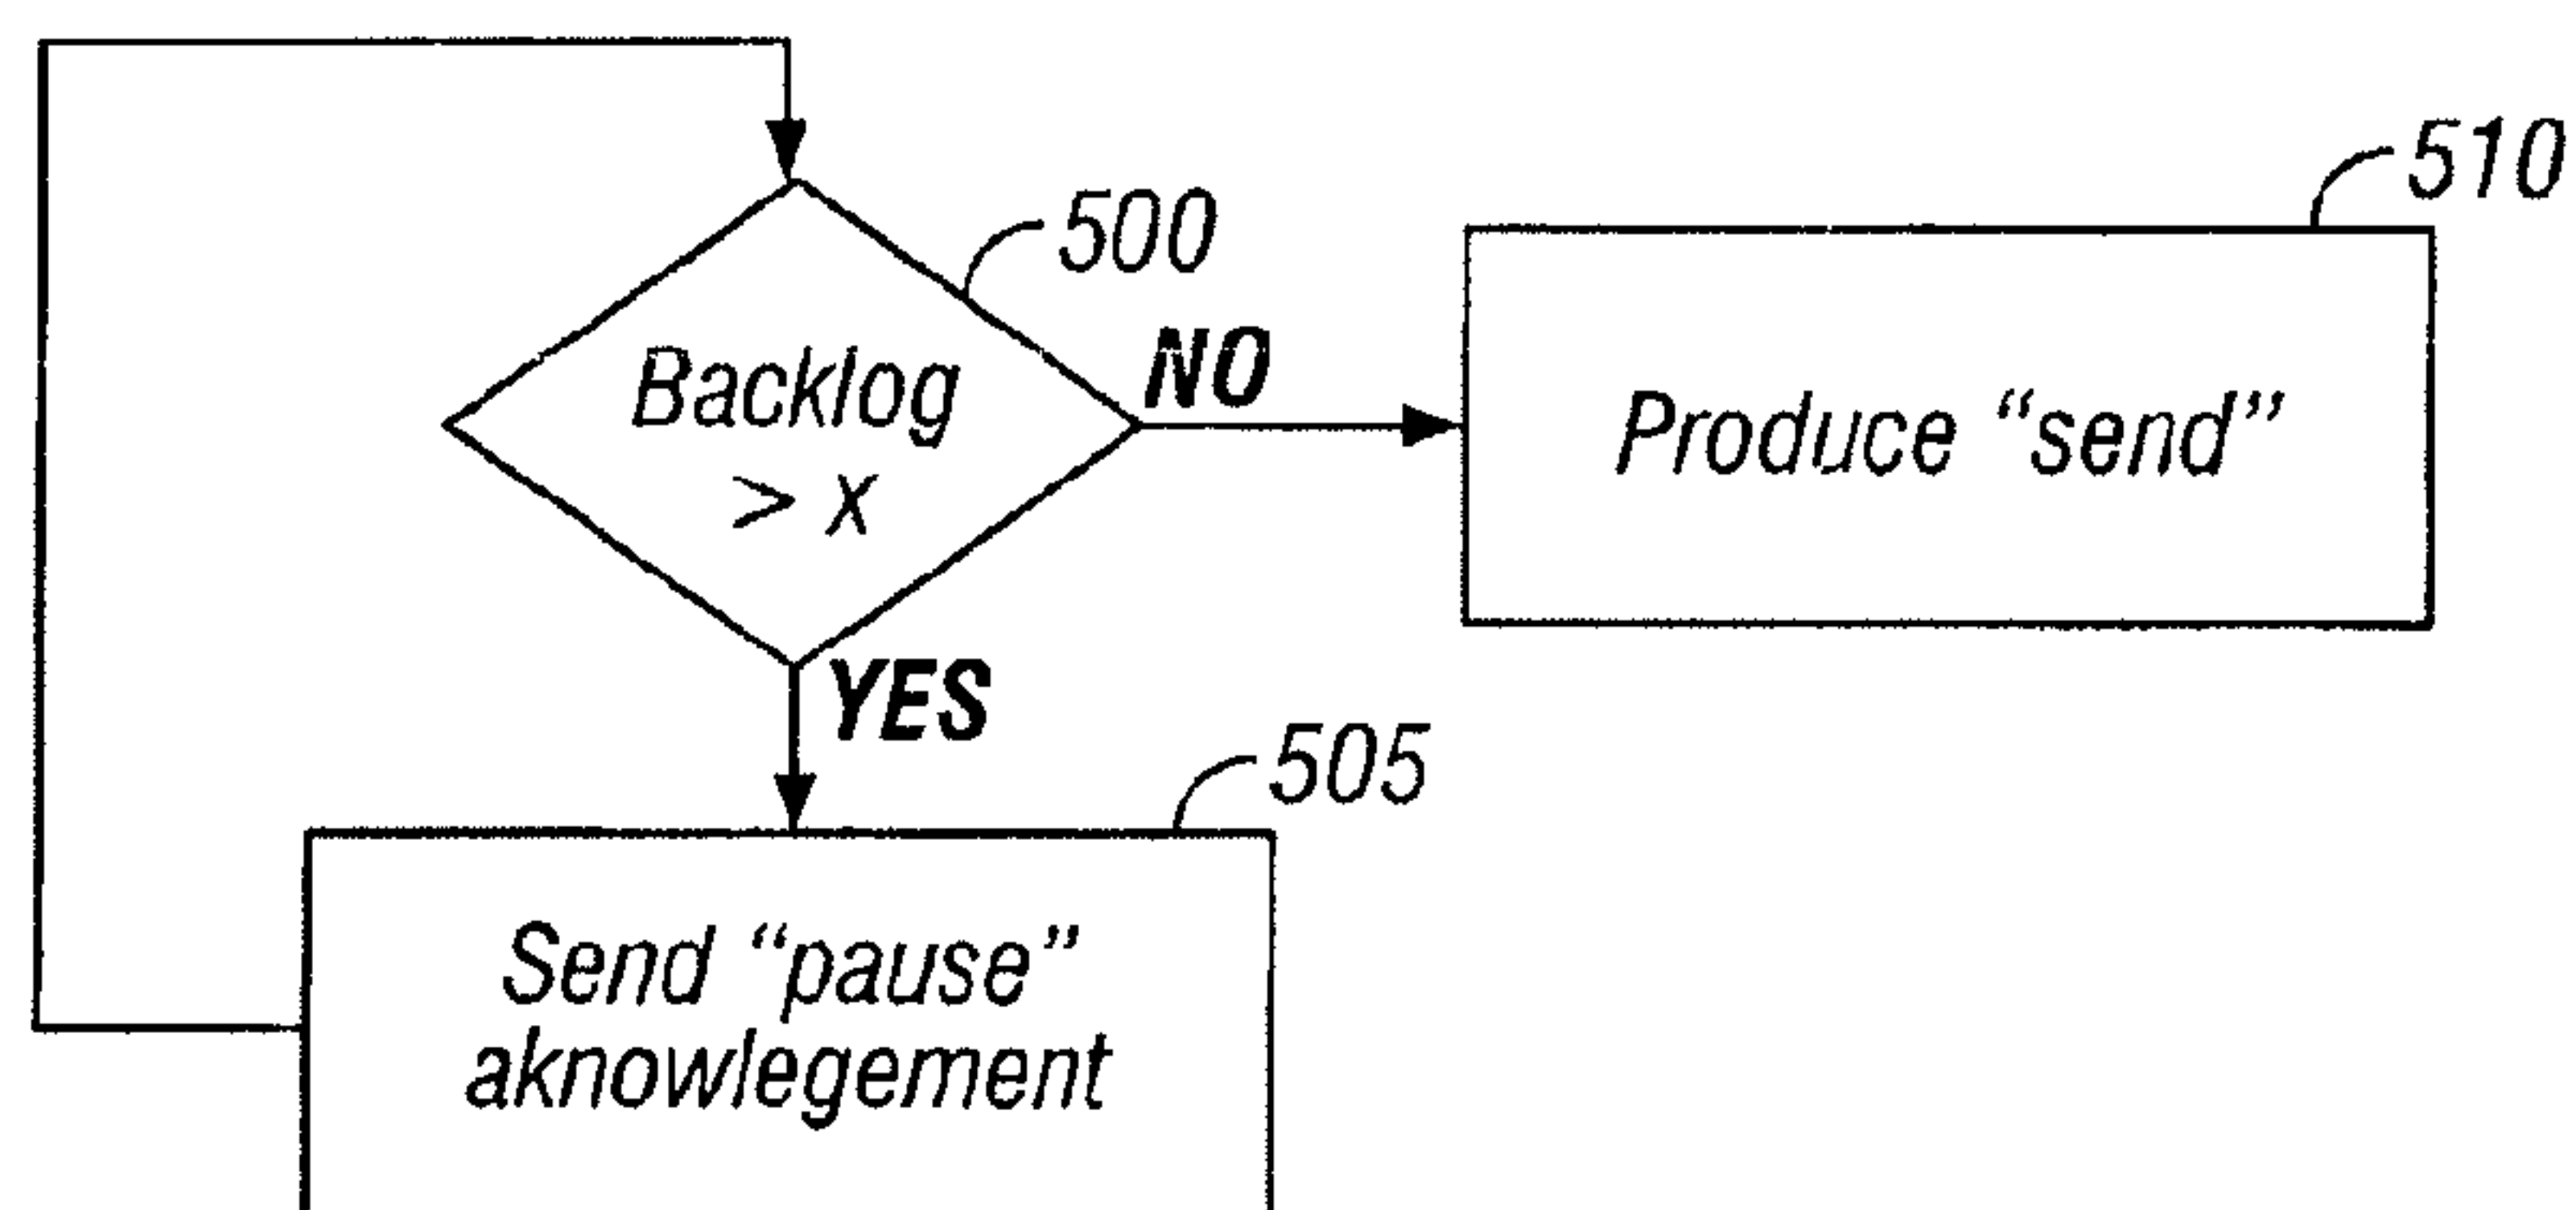 510
500
Backlog
> x
NO
Produce “send”
YES
505
Send “pause”
aknowlegement